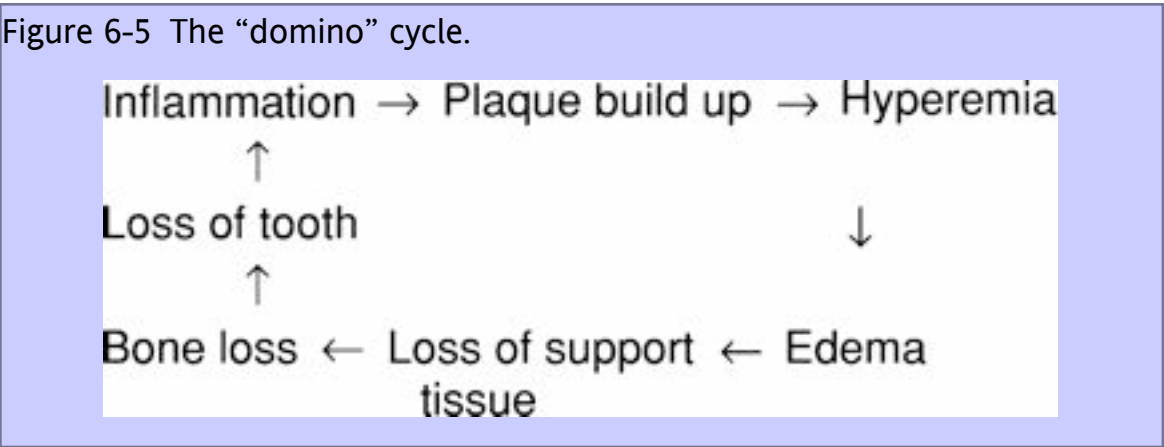 Figure 6-5 The “domino” cycle.
Inflammation → Plaque build up → Hyperemia
↑
Loss of tooth ↓
↑
Bone loss ← Loss of support ← Edema
tissue